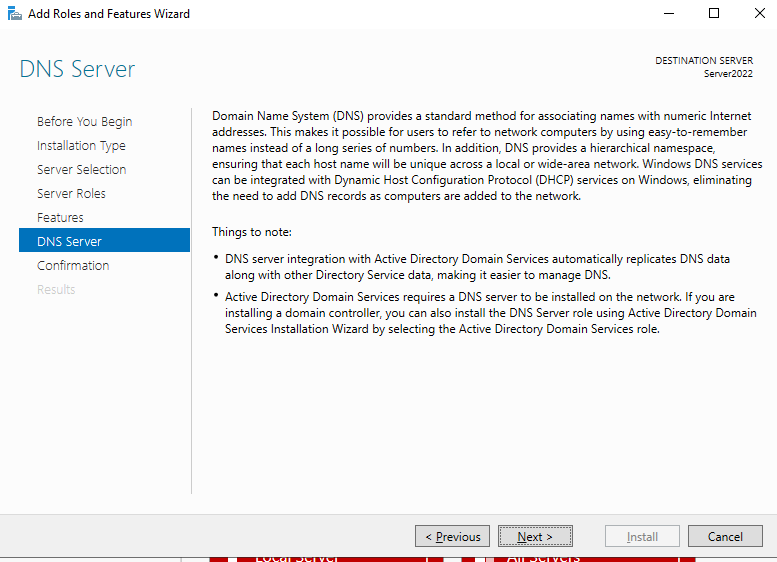 Add Roles and Features Wizard
DNS Server
DESTINATION SERVER
Server2022
Before You Begin
Installation Type
Server Selection
Server Roles
Features
DNS Server
Confirmation
Results
Domain Name System (DNS) provides a standard method for associating names with numeric Internet
addresses. This makes it possible for users to refer to network computers by using easy-to-remember
names instead of a long series of numbers. In addition, DNS provides a hierarchical namespace,
ensuring that each host name will be unique across a local or wide-area network. Windows DNS services
can be integrated with Dynamic Host Configuration Protocol (DHCP) services on Windows, eliminating
the need to add DNS records as computers are added to the network.
Things to note:
• DNS server integration with Active Directory Domain Services automatically replicates DNS data
along with other Directory Service data, making it easier to manage DNS.
• Active Directory Domain Services requires a DNS server to be installed on the network. If you are
installing a domain controller, you can also install the DNS Server role using Active Directory Domain
Services Installation Wizard by selecting the Active Directory Domain Services role.
< Previous
Next >
Install
Cancel
Local Server
1
All Servers
1